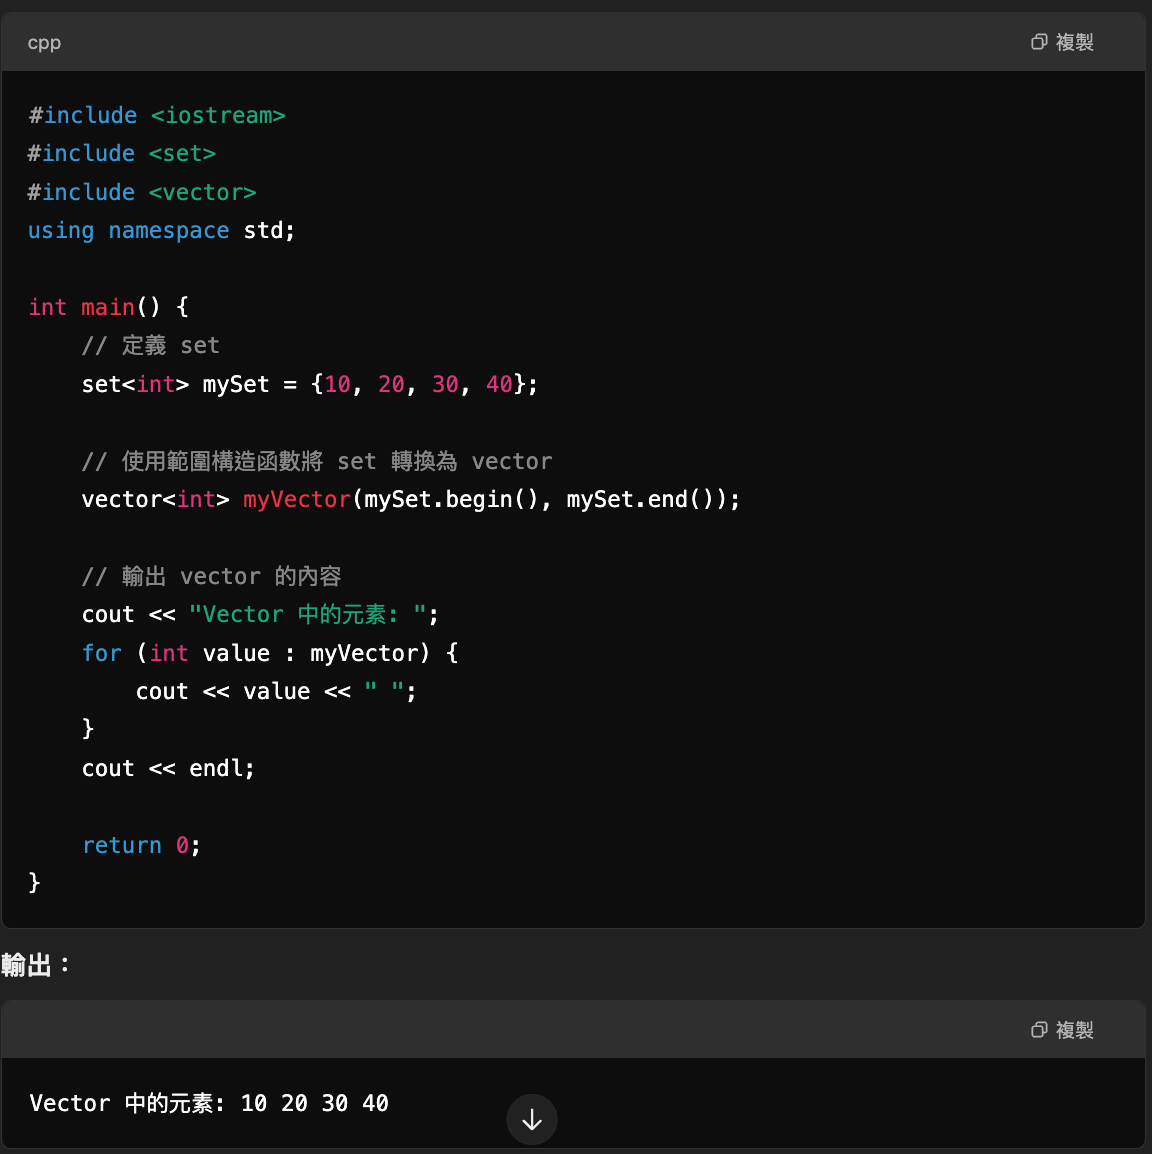 cpp
複製
#include <iostream>
#include <set>
#include <vector>
using namespace std;
int main() {
    // 定義 set
    set<int> mySet = {10, 20, 30, 40};
    // 使用範圍構造函數將 set 轉換為 vector
    vector<int> myVector(mySet.begin(), mySet.end());
    // 輸出 vector 的內容
    cout << "Vector 中的元素: ";
    for (int value : myVector) {
        cout << value << " ";
    }
    cout << endl;
    return 0;
}
輸出：
複製
Vector 中的元素: 10 20 30 40